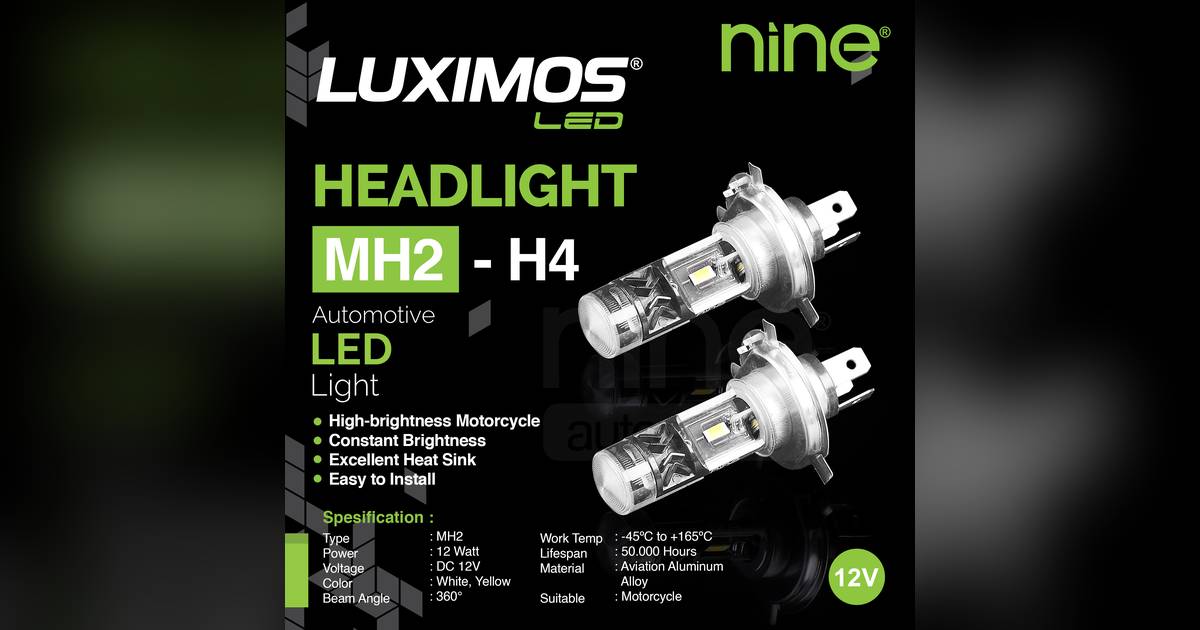 nine®
LUXIMOS®
LED
HEADLIGHT
MH2 - H4
Automotive
LED
Light
nine
auto
High-brightness Motorcycle
Constant Brightness
Excellent Heat Sink
Easy to Install
Spesification :
Type : MH2
Power : 12 Watt
Voltage : DC 12V
Color : White, Yellow
Beam Angle : 360°
Work Temp : -45ºC to +165ºC
Lifespan : 50.000 Hours
Material : Aviation Aluminum
Alloy
Suitable : Motorcycle
12V